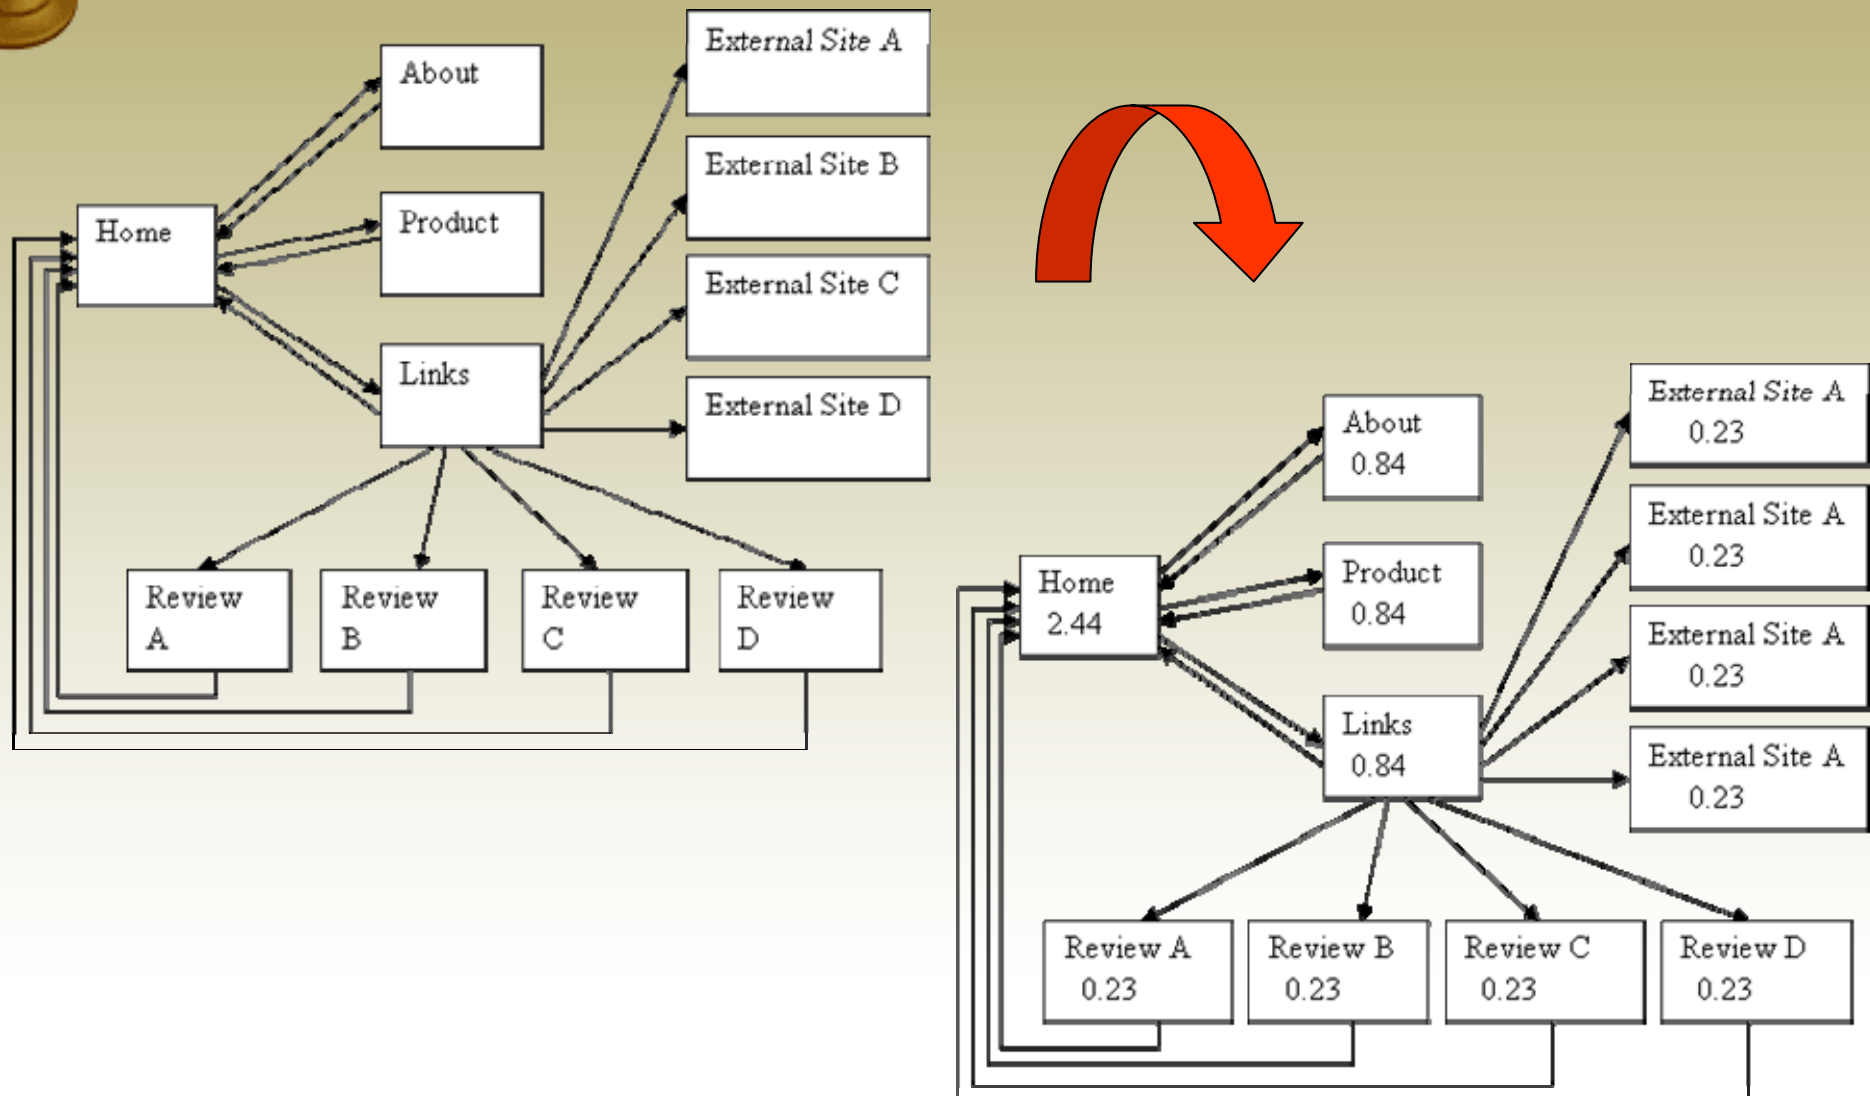 External Site A
About
External Site B
Product
Home
External Site C
Links
External Site D
Review
A
Review
B
Review
C
Review
D
External Site A
0.23
About
0.84
External Site A
0.23
Product
0.84
Home
2.44
External Site A
0.23
Links
0.84
External Site A
0.23
Review A
0.23
Review B
0.23
Review C
0.23
Review D
0.23